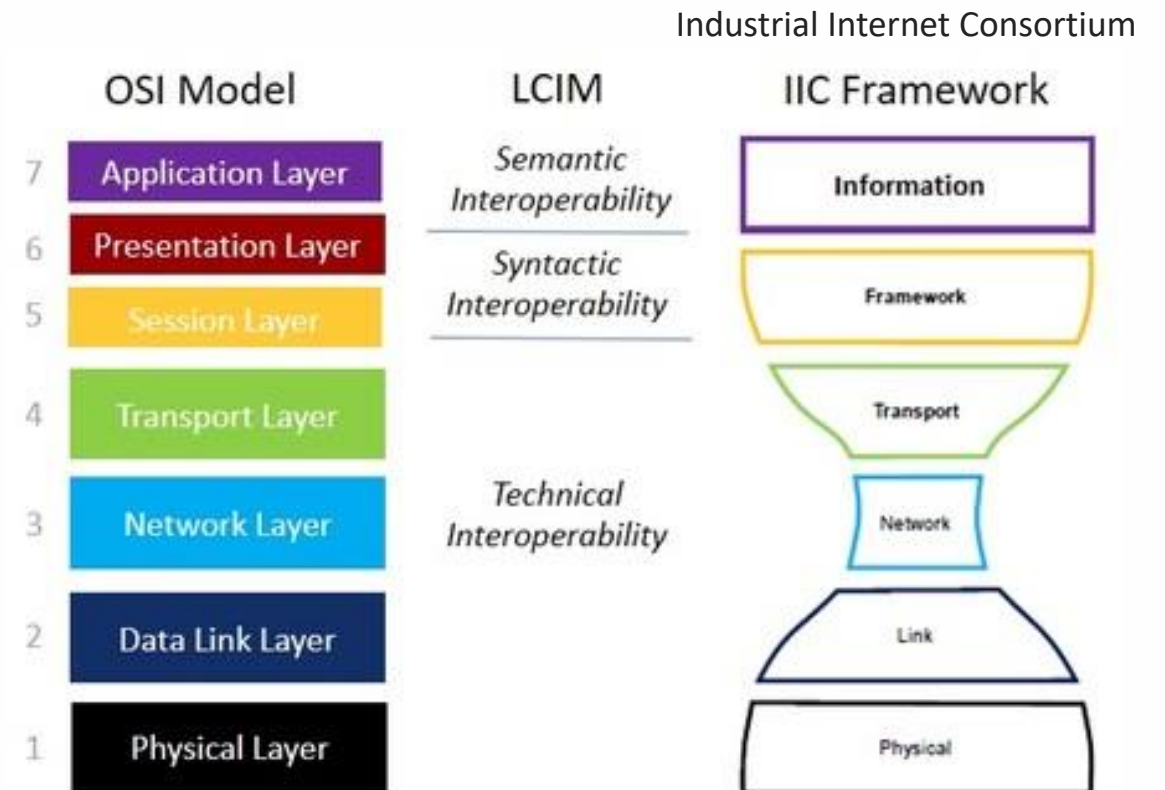 Industrial Internet Consortium
OSI Model
LCIM
IIC Framework
7
Application Layer
Semantic
Interoperability
Information
6
Presentation Layer
Syntactic
Interoperability
Framework
5
Session Layer
4
Transport Layer
Transport
3
Network Layer
Technical
Interoperability
Network
2
Data Link Layer
Link
1
Physical Layer
Physical